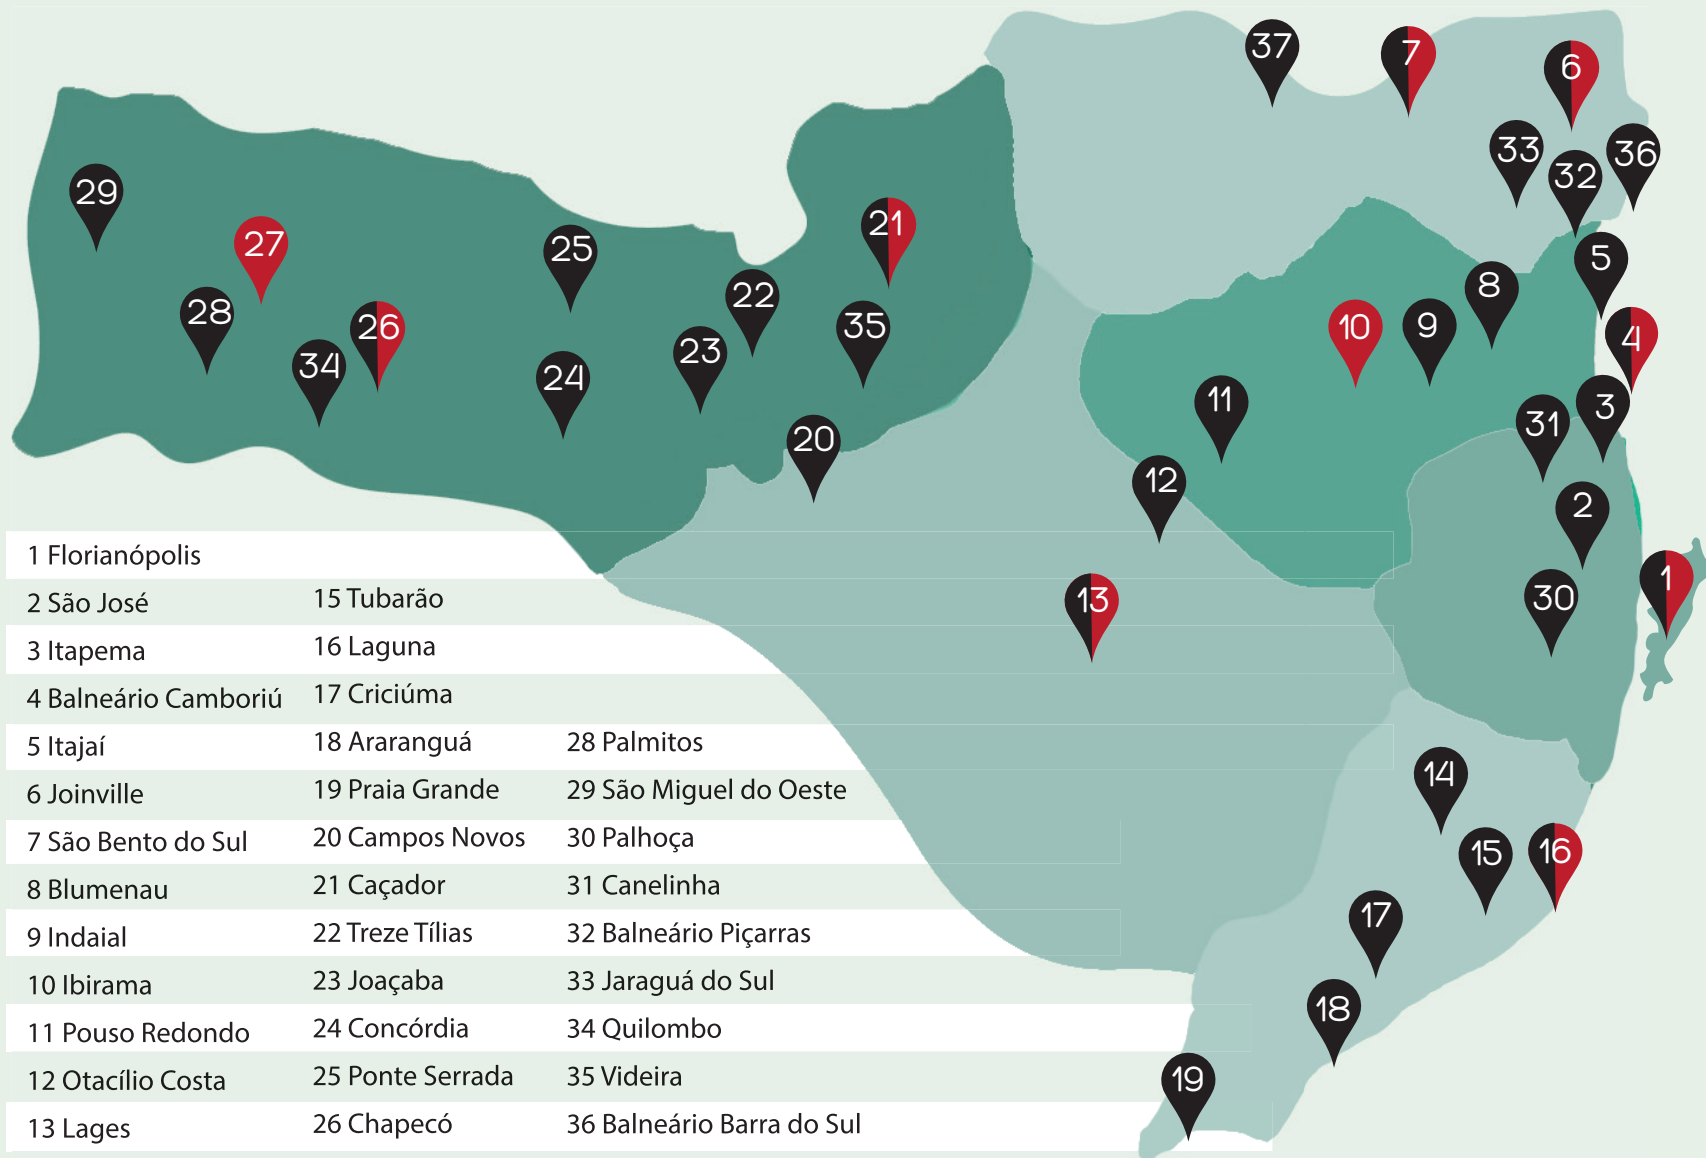 37
7
6
33
36
32
29
21
27
25
5
8
22
28
26
35
10
9
4
23
34
24
11
3
31
20
12
2
1
13
30
14
15
16
17
18
19
1 Florianópolis
2 São José
3 Itapema
4 Balneário Camboriú
5 Itajaí
6 Joinville
7 São Bento do Sul
8 Blumenau
9 Indaial
10 Ibirama
11 Pouso Redondo
12 Otacílio Costa
13 Lages
15 Tubarão
16 Laguna
17 Criciúma
18 Araranguá
19 Praia Grande
20 Campos Novos
21 Caçador
22 Treze Tílias
23 Joaçaba
24 Concórdia
25 Ponte Serrada
26 Chapecó
28 Palmitos
29 São Miguel do Oeste
30 Palhoça
31 Canelinha
32 Balneário Piçarras
33 Jaraguá do Sul
34 Quilombo
35 Videira
36 Balneário Barra do Sul